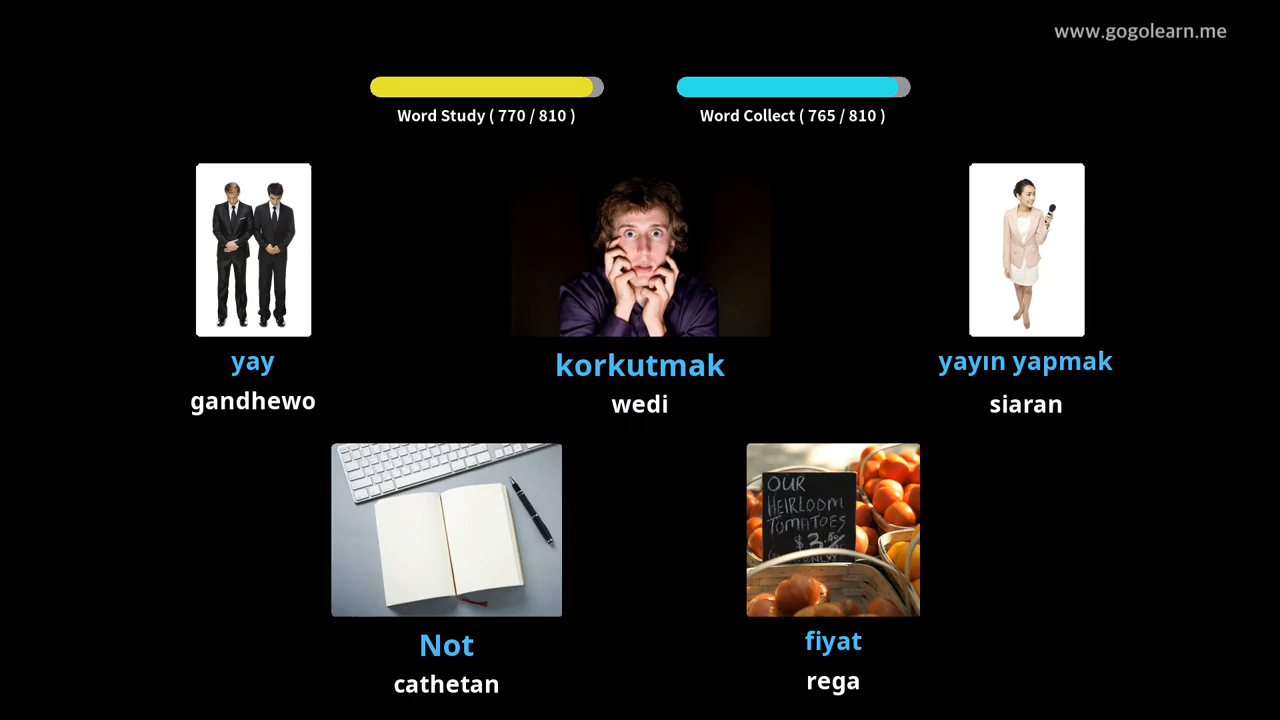 www.gogolearn.me
Word Study ( 770 / 810 )
Word Collect ( 765 / 810 )
yay
gandhewo
korkutmak
wedi
yayın yapmak
siaran
OUR
HEIRLOOM
TOMATOES
Not
cathetan
fiyat
rega